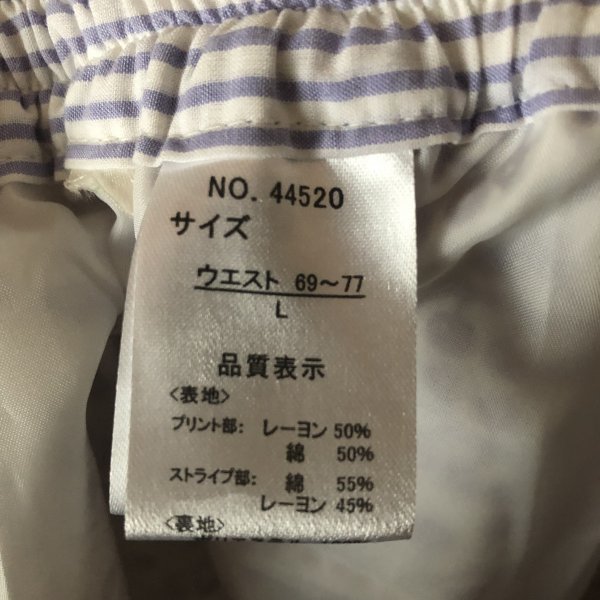 NO. 44520
サイズ
ウエスト 69～77
L
品質表示
<表地>
プリント部: レーヨン 50%
綿 50%
ストライプ部: 綿 55%
レーヨン 45%
<裏地>